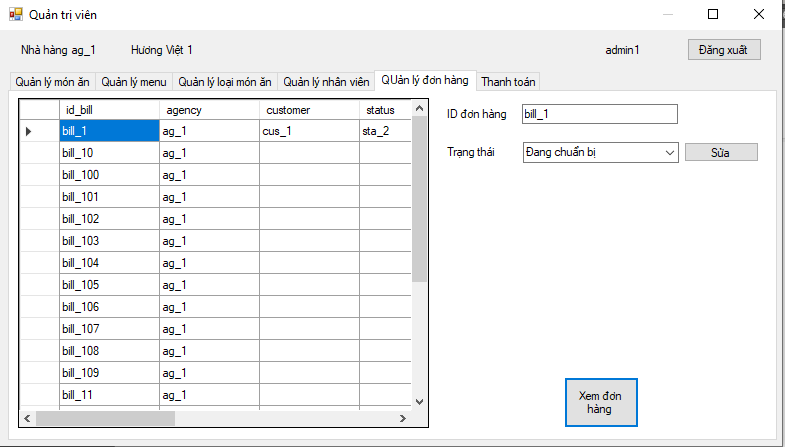 Quản trị viên
Nhà hàng ag_1 Hương Việt 1 admin1 Đăng xuất
Quản lý món ăn Quản lý menu Quản lý loại món ăn Quản lý nhân viên QUản lý đơn hàng Thanh toán
id_bill agency customer status
bill_1 ag_1 cus_1 sta_2
bill_10 ag_1
bill_100 ag_1
bill_101 ag_1
bill_102 ag_1
bill_103 ag_1
bill_104 ag_1
bill_105 ag_1
bill_106 ag_1
bill_107 ag_1
bill_108 ag_1
bill_109 ag_1
bill_11 ag_1
ID đơn hàng bill_1
Trạng thái Đang chuẩn bị Sửa
Xem đơn
hàng